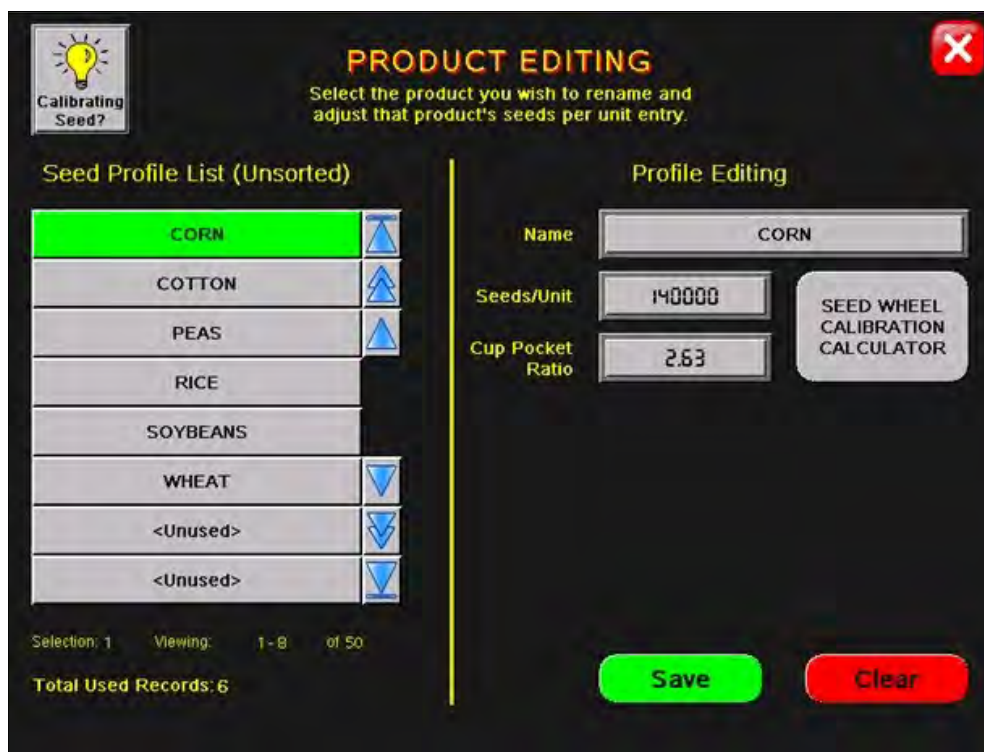 Calibrating
Seed?
PRODUCT EDITING
Select the product you wish to rename and
adjust that product's seeds per unit entry.
Seed Profile List (Unsorted)
CORN
COTTON
PEAS
RICE
SOYBEANS
WHEAT
<Unused>
<Unused>
Selection: 1 Viewing: 1 - 8 of 50
Total Used Records: 6
Profile Editing
Name CORN
Seeds/Unit 140000
Cup Pocket
Ratio 2.63
SEED WHEEL
CALIBRATION
CALCULATOR
Save Clear